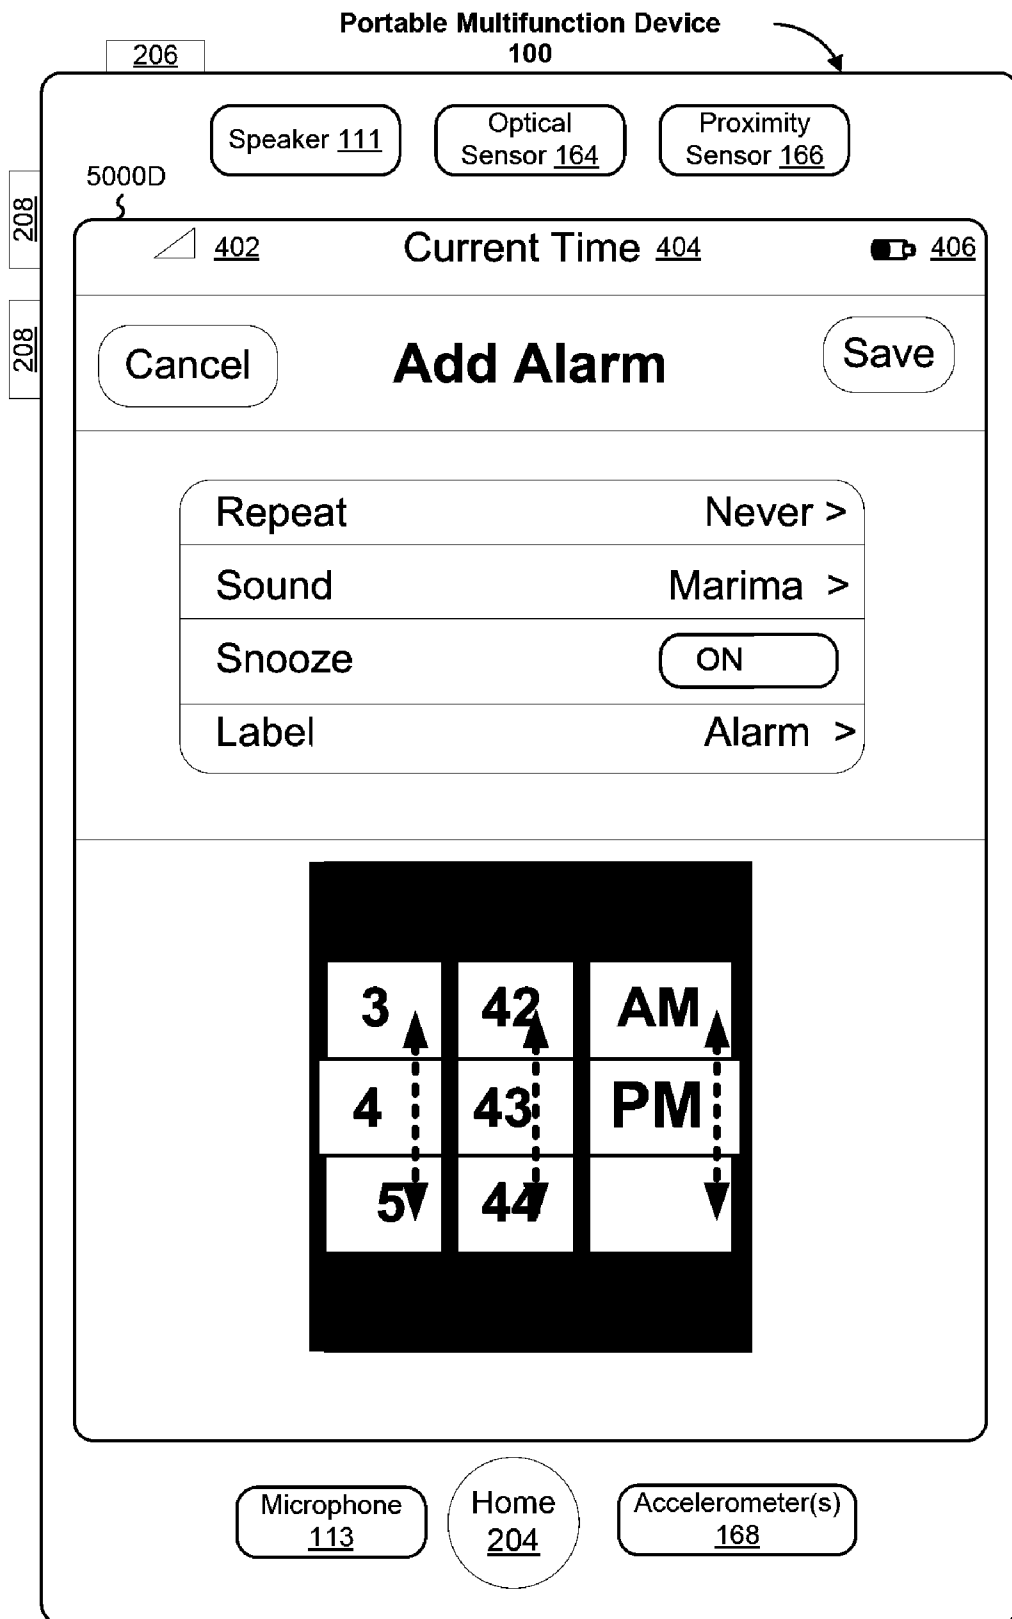 Portable Multifunction Device
100
206
Speaker 111
Optical
Sensor 164
Proximity
Sensor 166
5000D
208
208
402
Current Time 404
406
Cancel
Add Alarm
Save
Repeat Never >
Sound Marima >
Snooze ON
Label Alarm >
3 42 AM
4 43 PM
5 44
Microphone
113
Home
204
Accelerometer(s)
168